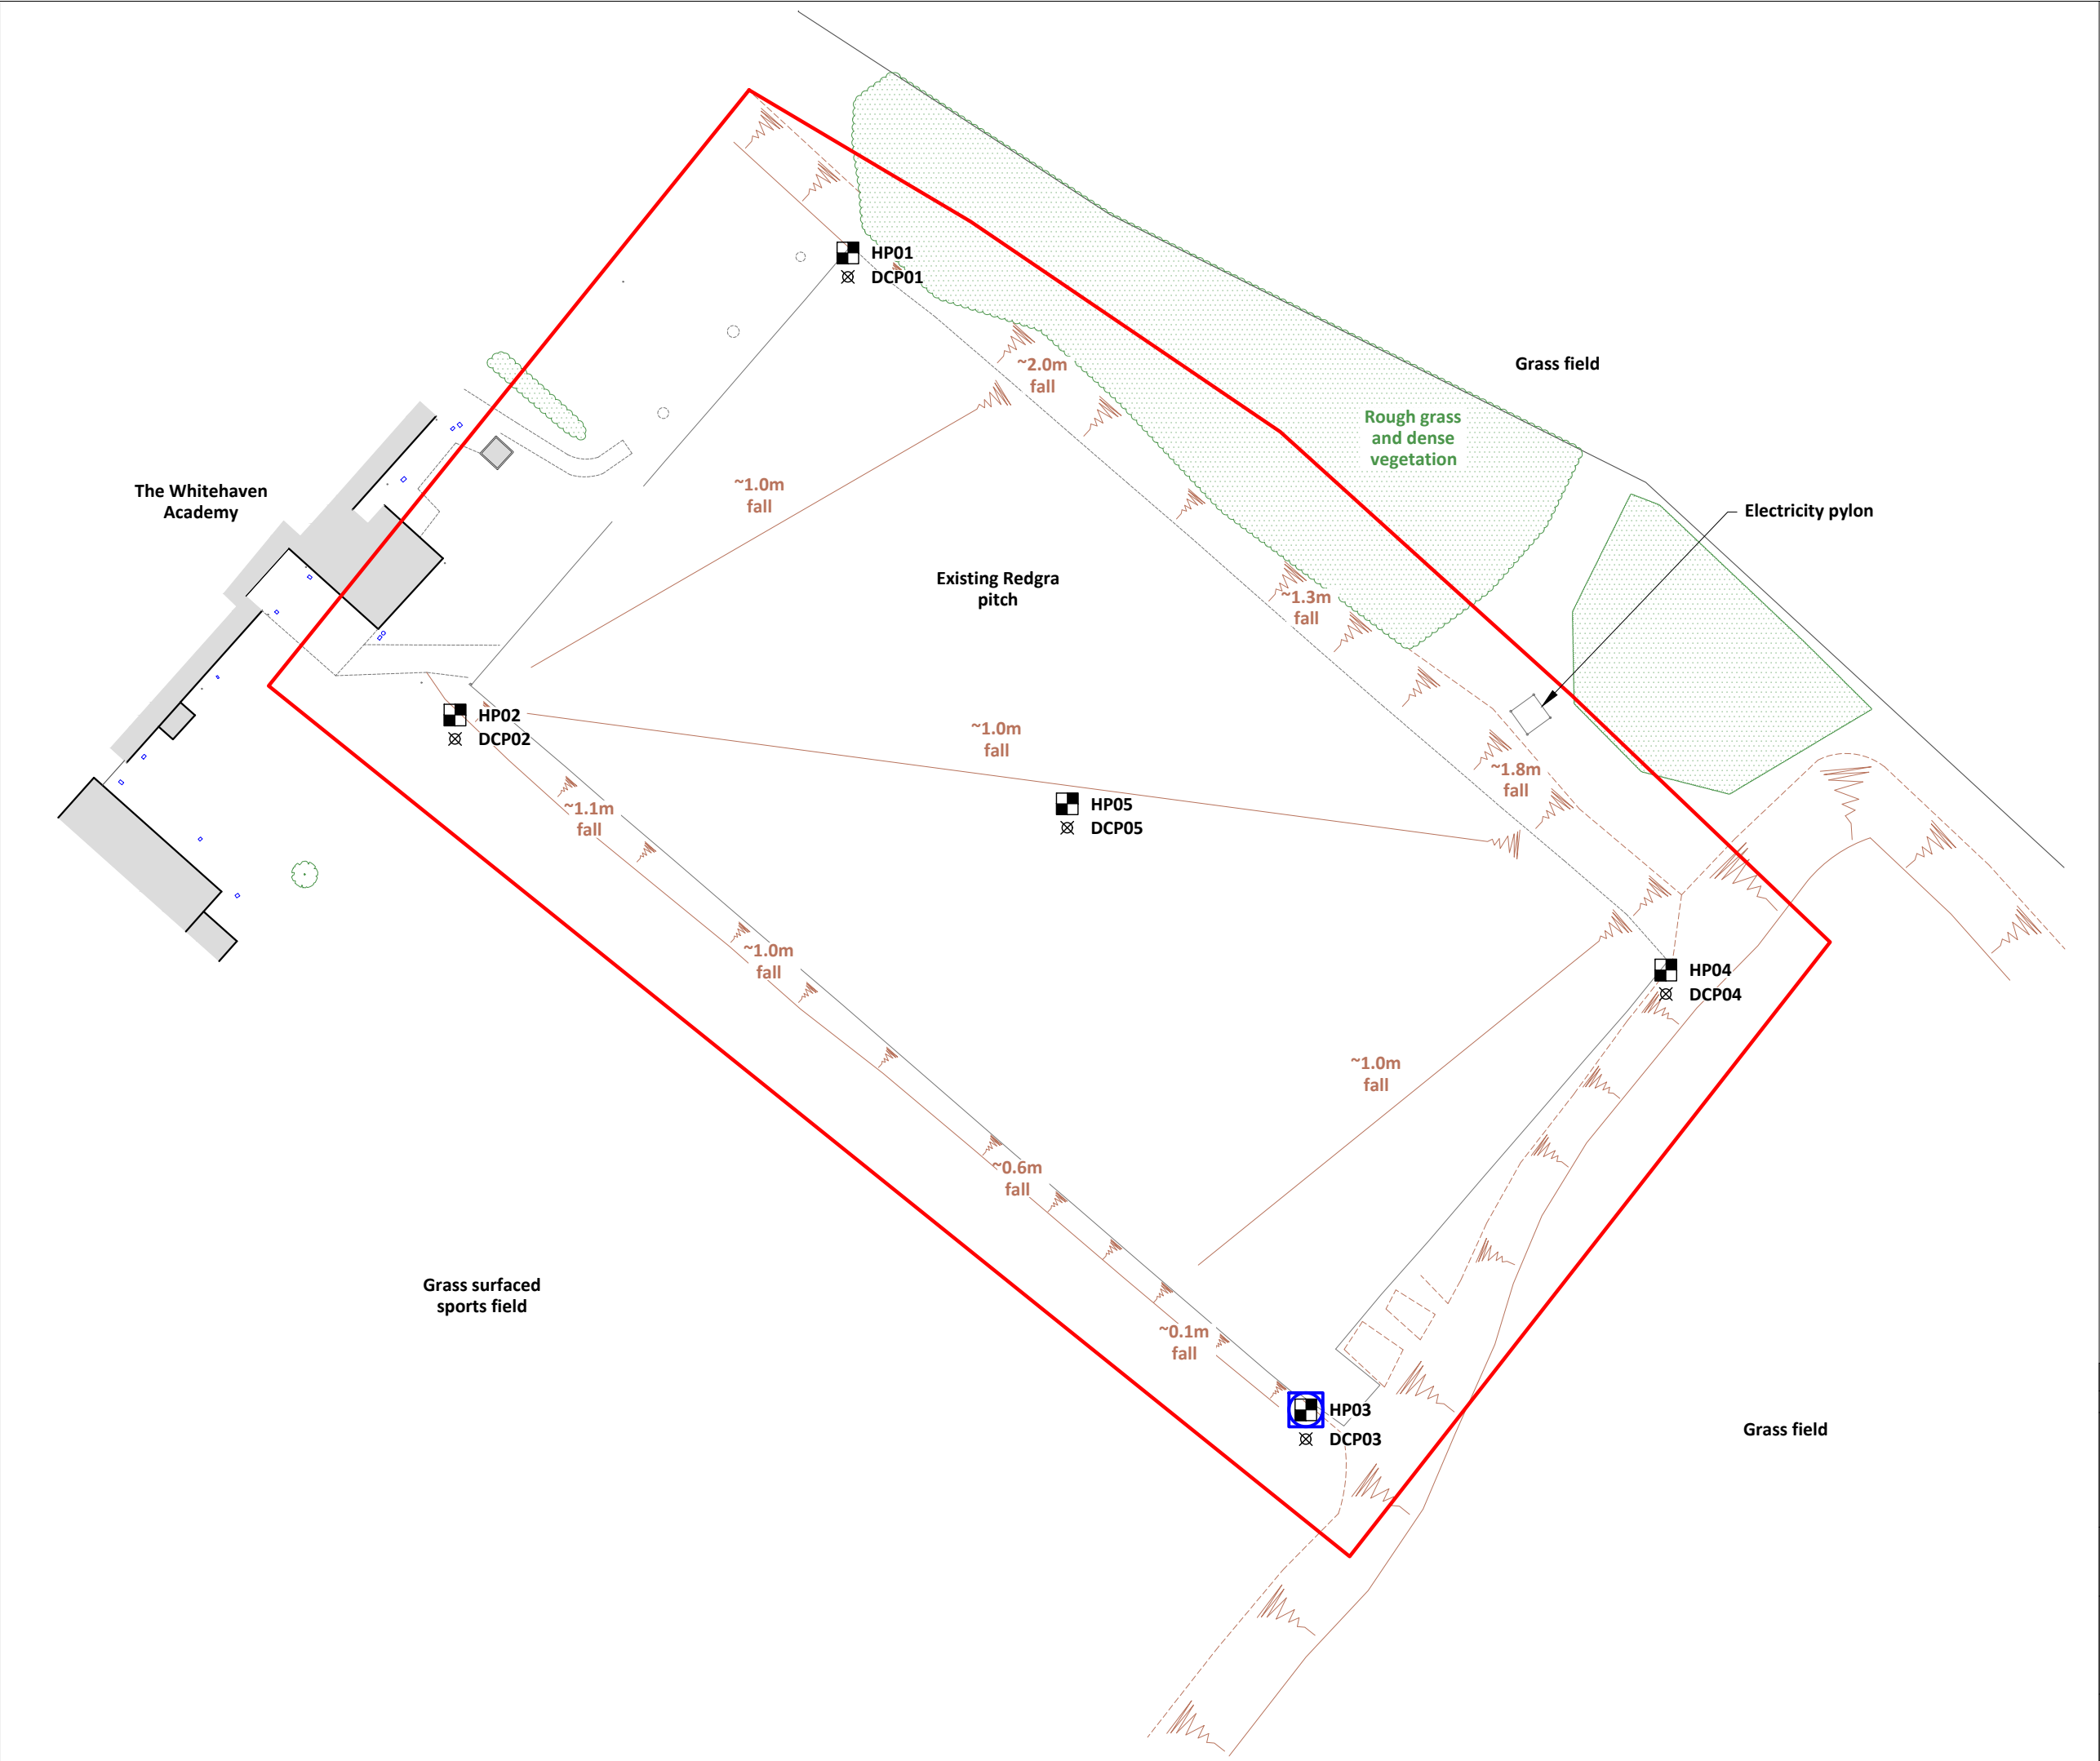 HP01
DCP01
~2.0m
fall
Grass field
Rough grass
and dense
vegetation
The Whitehaven
Academy
~1.0m
fall
Electricity pylon
Existing Redgra
pitch
~1.3m
fall
HP02
DCP02
~1.0m
fall
~1.8m
fall
~1.1m
fall
HP05
DCP05
~1.0m
fall
HP04
DCP04
~1.0m
fall
~0.6m
fall
Grass surfaced
sports field
~0.1m
fall
HP03
DCP03
Grass field